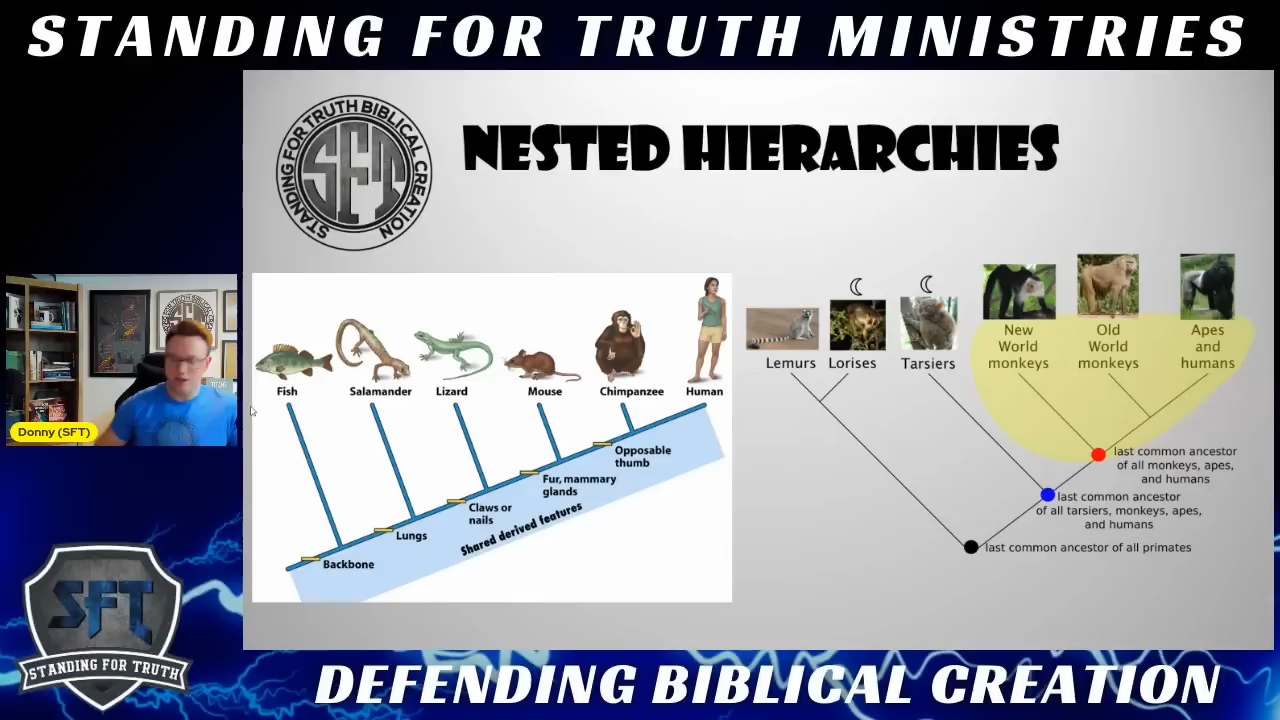 STANDING FOR TRUTH MINISTRIES
STANDING FOR TRUTH BIBLICAL CREATION
SFT
NESTED HIERARCHIES
Fish
Salamander
Lizard
Mouse
Chimpanzee
Human
Opposable
thumb
Fur, mammary
glands
Claws or
nails
Lungs
Backbone
Shared derived features
Lemurs
Lorises
Tarsiers
New
World
monkeys
Old
World
monkeys
Apes
and
humans
last common ancestor
of all monkeys, apes,
and humans
last common ancestor
of all tarsiers, monkeys, apes,
and humans
last common ancestor of all primates
Donny (SFT)
SFT
STANDING FOR TRUTH
DEFENDING BIBLICAL CREATION